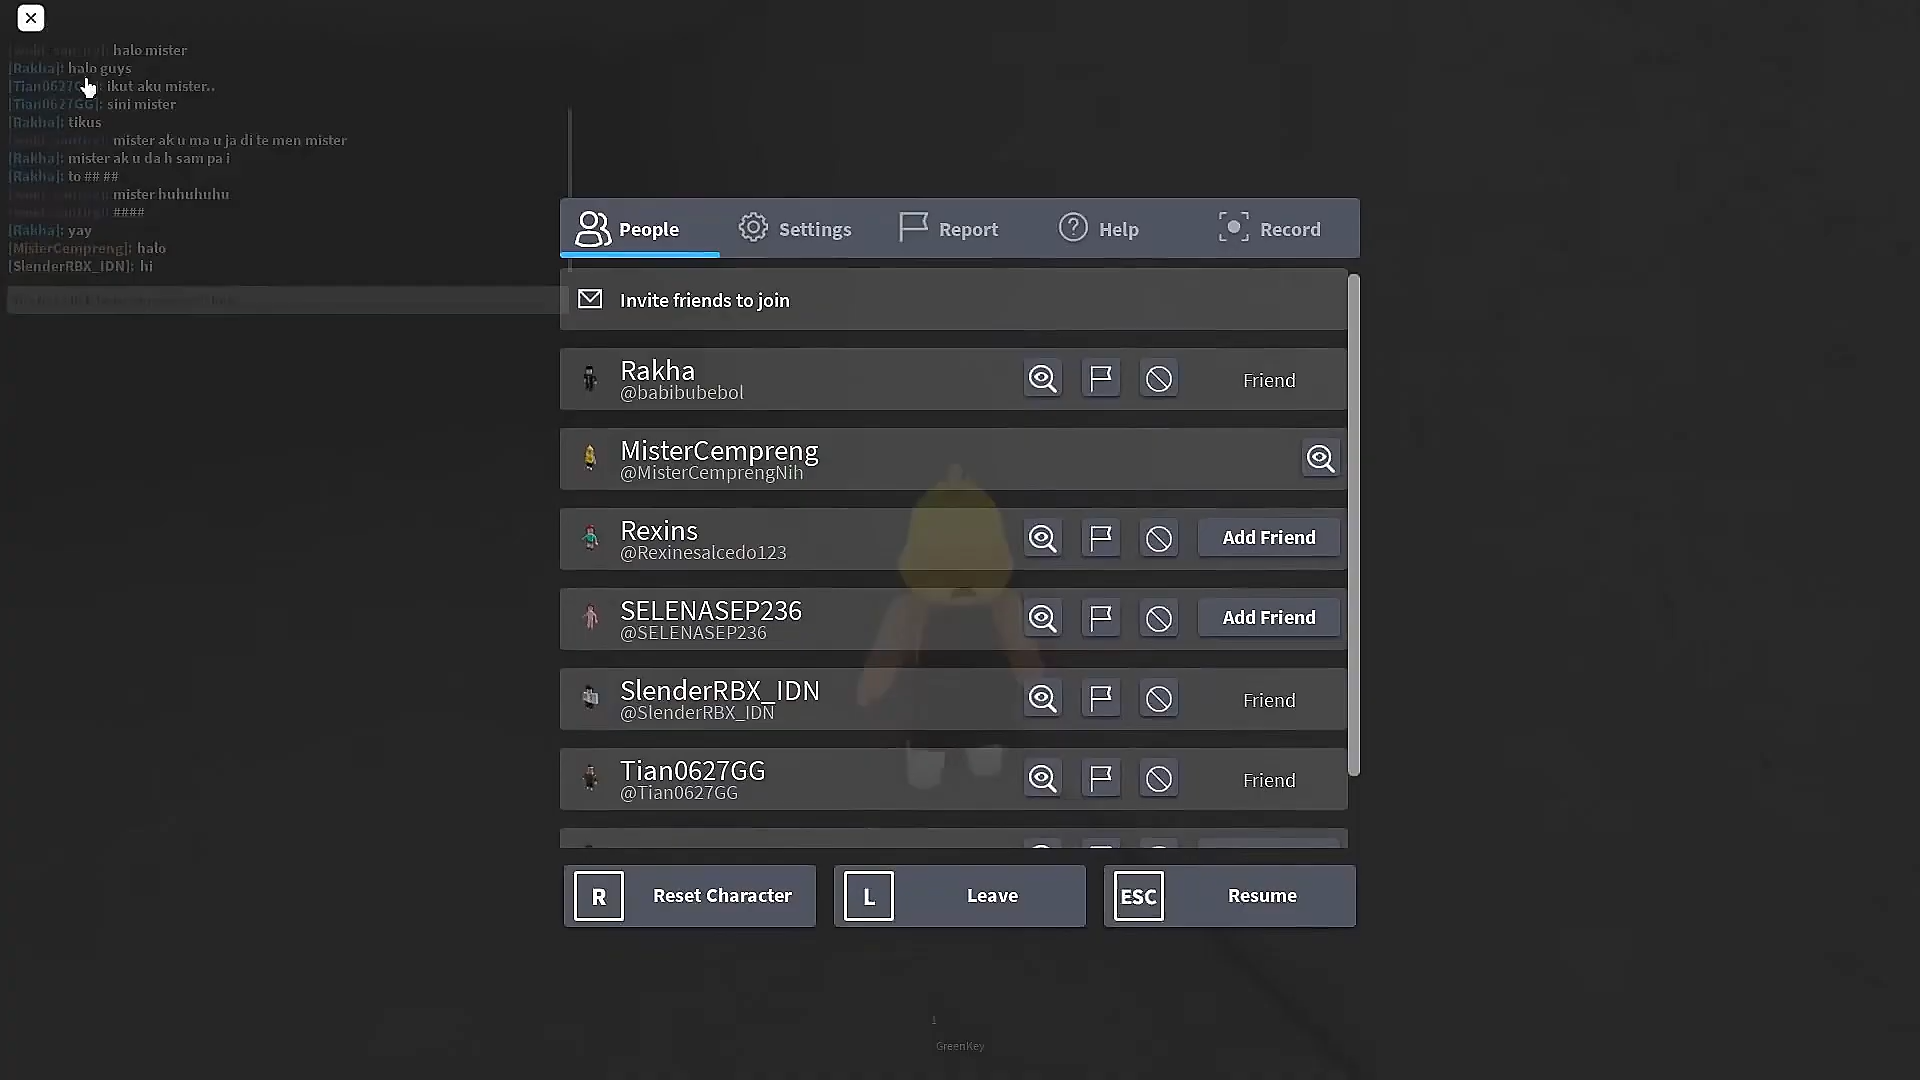 halo mister
[Rakha]: halo guys
[Tian0627G : ikut aku mister..
[Tian0627GG]: sini mister
[Rakha]: tikus
mister ak u ma u ja di te men mister
[Rakha]: mister ak u da h sam pa i
[Rakha]: to ## ##
mister huhuhuhu
####
[Rakha]: yay
[MisterCempreng]: halo
[SlenderRBX_IDN]: hi
People
Settings
Report
Help
Record
Invite friends to join
Rakha
@babibubebol
Friend
MisterCempreng
@MisterCemprengNih
Rexins
@Rexinesalcedo123
Add Friend
SELENASEP236
@SELENASEP236
Add Friend
SlenderRBX_IDN
@SlenderRBX_IDN
Friend
Tian0627GG
@Tian0627GG
Friend
R Reset Character
L Leave
ESC Resume
1
GreenKey